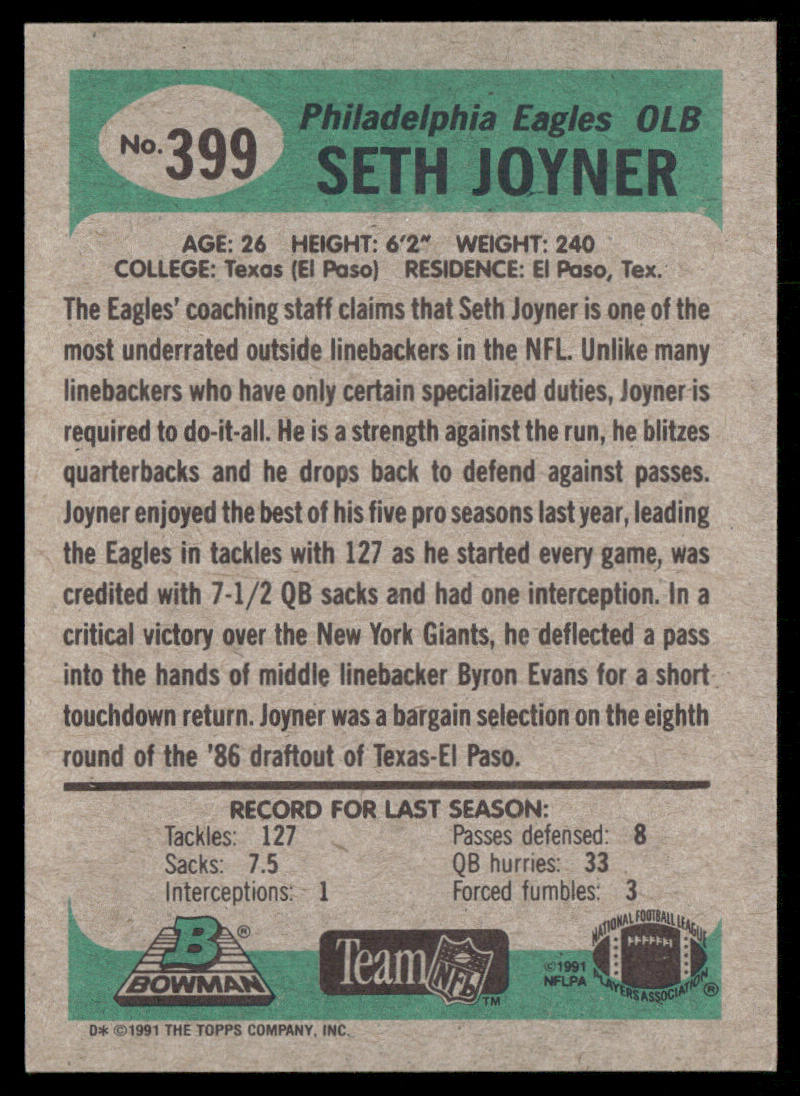 No. 399
Philadelphia Eagles OLB
SETH JOYNER
AGE: 26 HEIGHT: 6'2" WEIGHT: 240
COLLEGE: Texas (El Paso) RESIDENCE: El Paso, Tex.
The Eagles' coaching staff claims that Seth Joyner is one of the
most underrated outside linebackers in the NFL. Unlike many
linebackers who have only certain specialized duties, Joyner is
required to do-it-all. He is a strength against the run, he blitzes
quarterbacks and he drops back to defend against passes.
Joyner enjoyed the best of his five pro seasons last year, leading
the Eagles in tackles with 127 as he started every game, was
credited with 7-1/2 QB sacks and had one interception. In a
critical victory over the New York Giants, he deflected a pass
into the hands of middle linebacker Byron Evans for a short
touchdown return. Joyner was a bargain selection on the eighth
round of the '86 draftout of Texas-El Paso.
RECORD FOR LAST SEASON:
Tackles: 127 Passes defensed: 8
Sacks: 7.5 QB hurries: 33
Interceptions: 1 Forced fumbles: 3
B ®
BOWMAN
Team NFL ™
©1991
NFLPA
NATIONAL FOOTBALL LEAGUE
PLAYERS ASSOCIATION ®
D* ©1991 THE TOPPS COMPANY, INC.